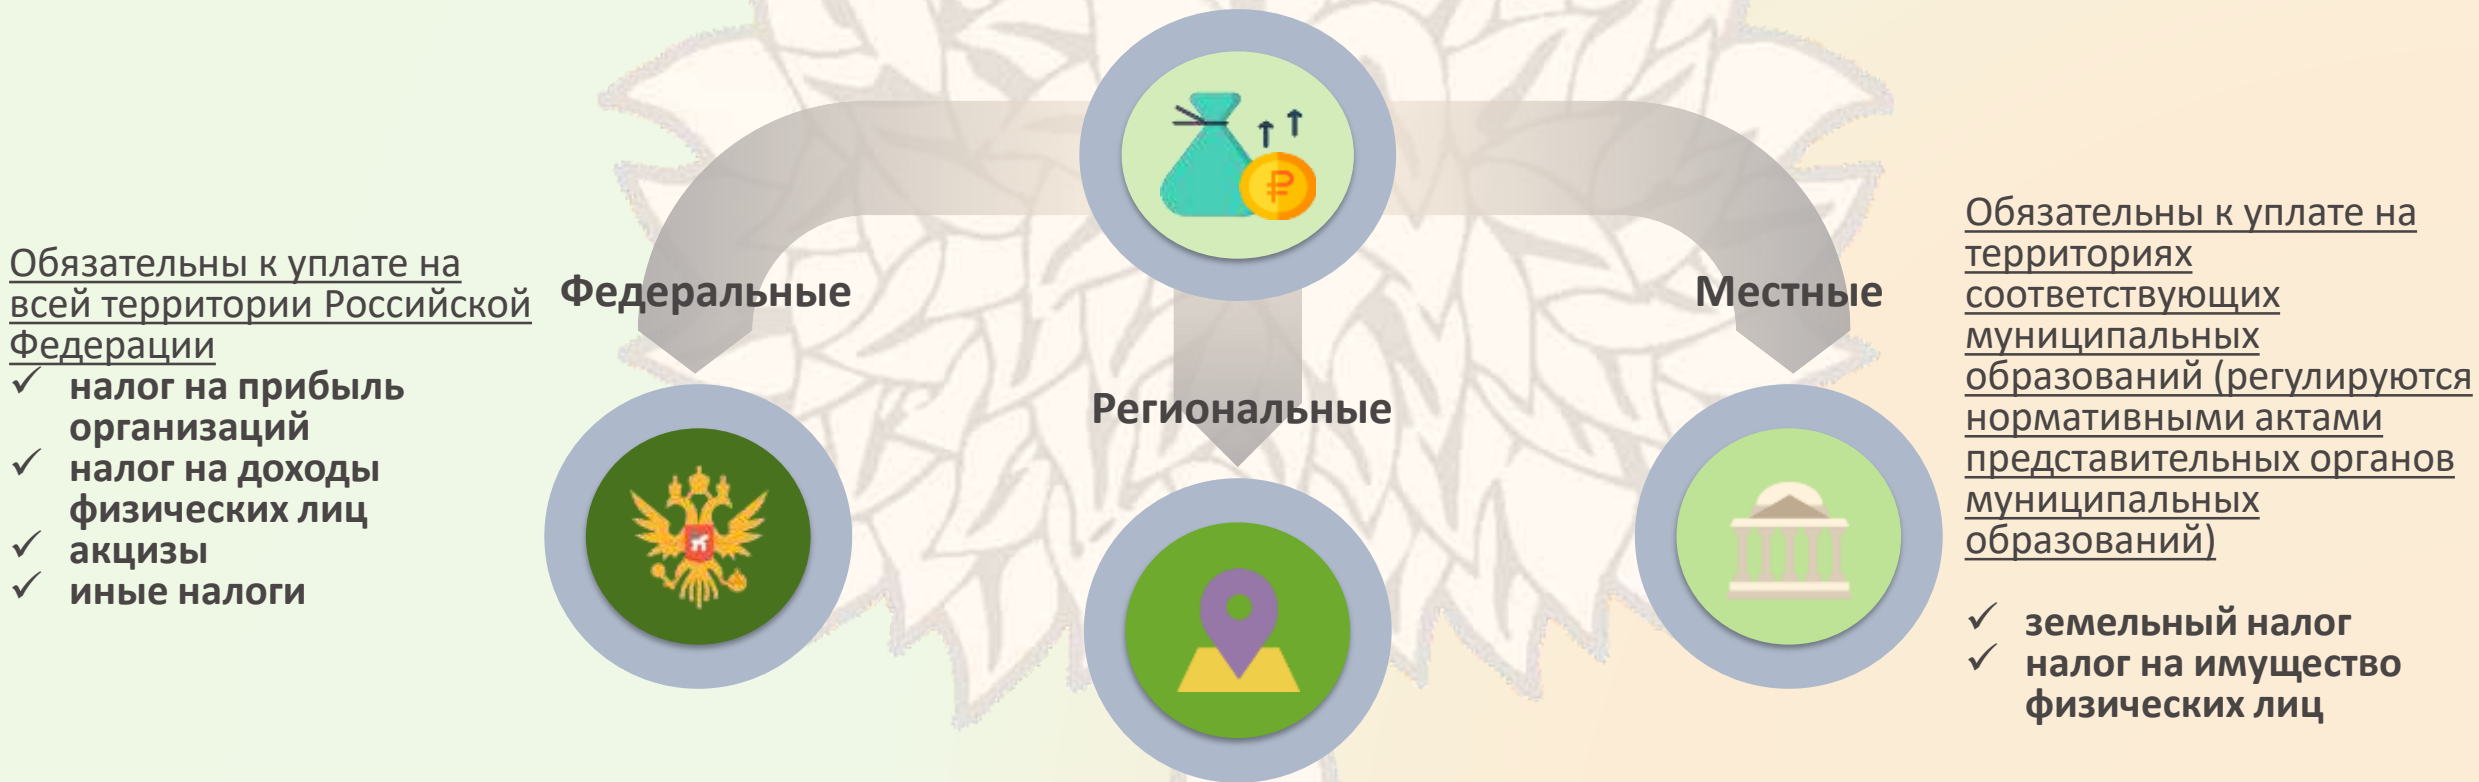 Обязательны к уплате на
всей территории Российской
Федерации
✓ налог на прибыль
организаций
✓ налог на доходы
физических лиц
✓ акцизы
✓ иные налоги
Федеральные
Региональные
Местные
Обязательны к уплате на
территориях
соответствующих
муниципальных
образований (регулируются
нормативными актами
представительных органов
муниципальных
образований)
✓ земельный налог
✓ налог на имущество
физических лиц